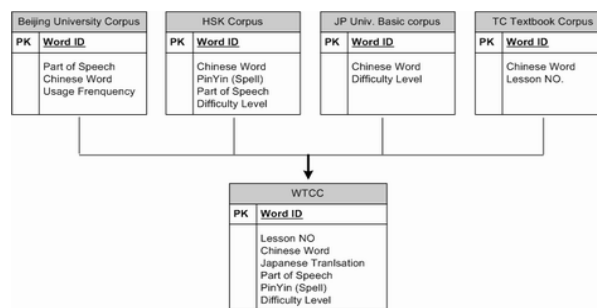 Beijing University Corpus
PK Word ID
Part of Speech
Chinese Word
Usage Frenquency
HSK Corpus
PK Word ID
Chinese Word
PinYin (Spell)
Part of Speech
Difficulty Level
JP Univ. Basic corpus
PK Word ID
Chinese Word
Difficulty Level
TC Textbook Corpus
PK Word ID
Chinese Word
Lesson NO.
WTCC
PK Word ID
Lesson NO
Chinese Word
Japanese Tranlsation
Part of Speech
PinYin (Spell)
Difficulty Level